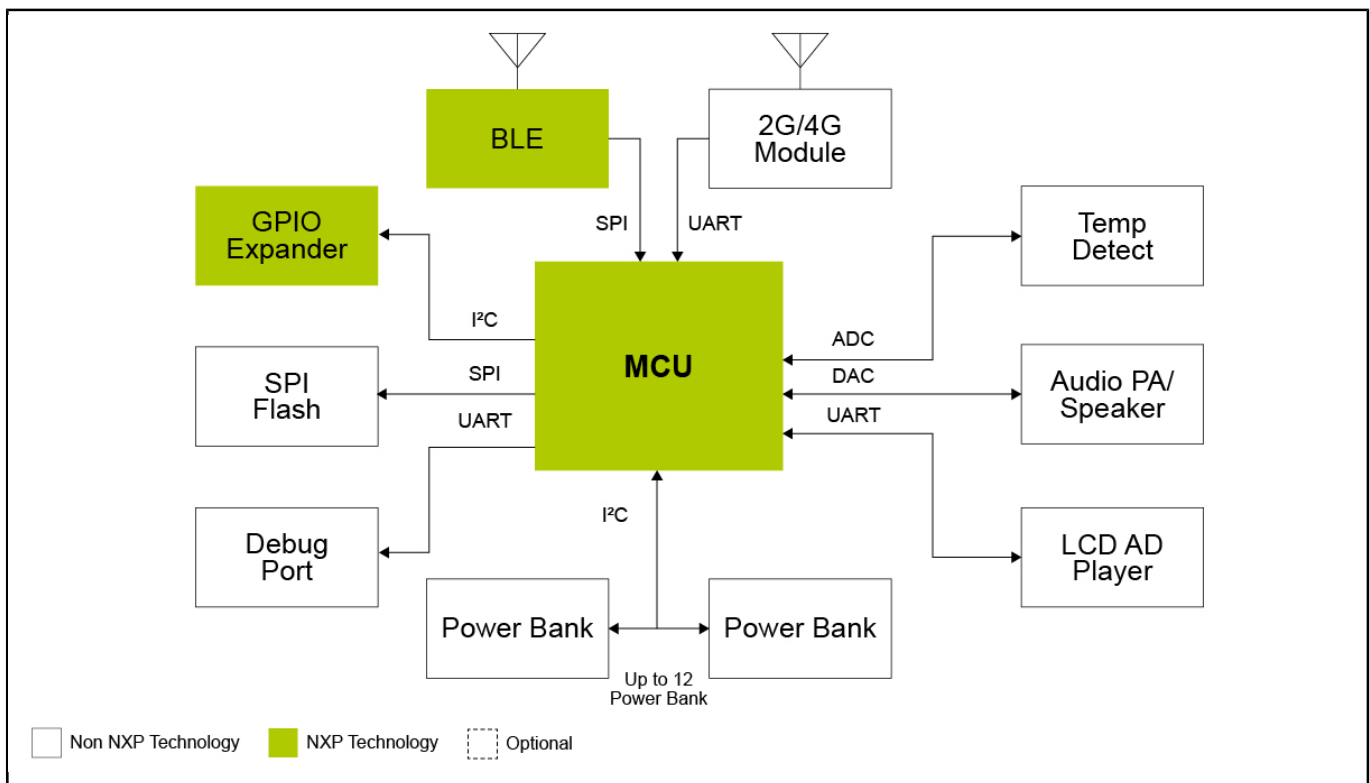 BLE
2G/4G
Module
GPIO
Expander
SPI
UART
Temp
Detect
I²C
ADC
SPI
Flash
SPI
MCU
DAC
Audio PA/
Speaker
UART
UART
I²C
Debug
Port
LCD AD
Player
Power Bank
Power Bank
Up to 12
Power Bank
Non NXP Technology
NXP Technology
Optional